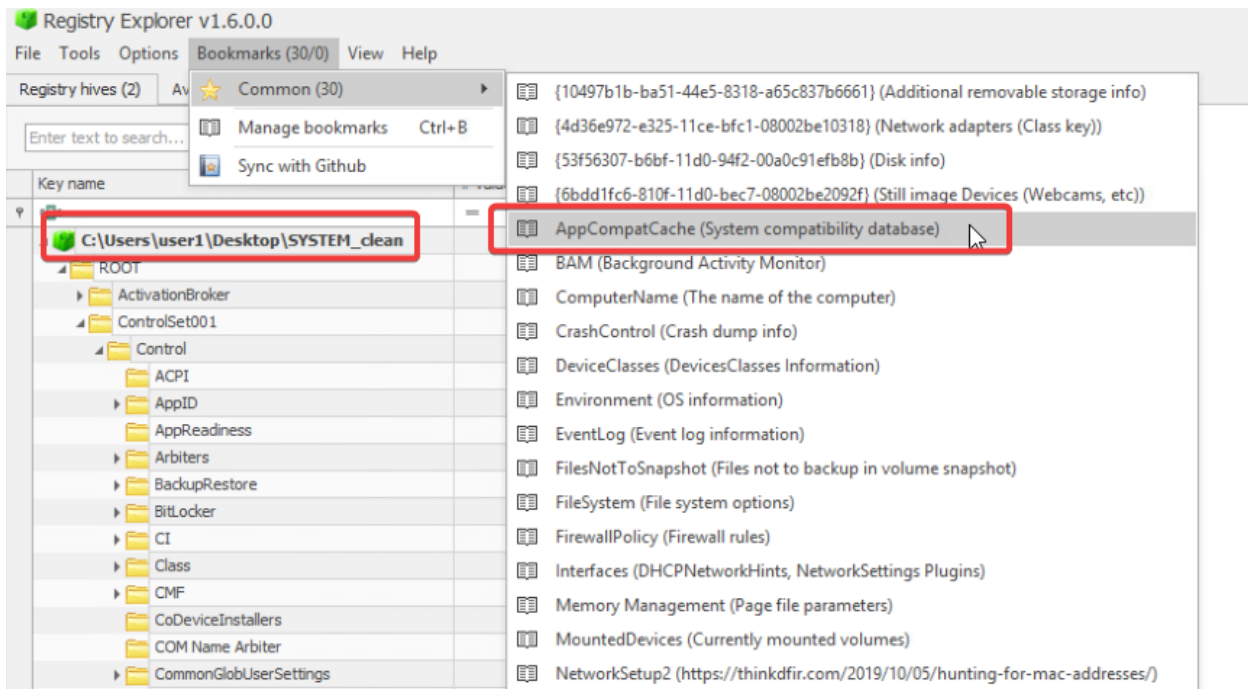 Registry Explorer v1.6.0.0
File Tools Options Bookmarks (30/0) View Help
Registry hives (2) Av
Common (30)
Manage bookmarks Ctrl+B
Sync with Github
Enter text to search...
Key name
C:\Users\user1\Desktop\SYSTEM_clean
ROOT
ActivationBroker
ControlSet001
Control
ACPI
AppID
AppReadiness
Arbiters
BackupRestore
BitLocker
CI
Class
CMF
CoDeviceInstallers
COM Name Arbiter
CommonGlobUserSettings
{10497b1b-ba51-44e5-8318-a65c837b6661} (Additional removable storage info)
{4d36e972-e325-11ce-bfc1-08002be10318} (Network adapters (Class key))
{53f56307-b6bf-11d0-94f2-00a0c91efb8b} (Disk info)
{6bdd1fc6-810f-11d0-bec7-08002be2092f} (Still image Devices (Webcams, etc))
AppCompatCache (System compatibility database)
BAM (Background Activity Monitor)
ComputerName (The name of the computer)
CrashControl (Crash dump info)
DeviceClasses (DevicesClasses Information)
Environment (OS information)
EventLog (Event log information)
FilesNotToSnapshot (Files not to backup in volume snapshot)
FileSystem (File system options)
FirewallPolicy (Firewall rules)
Interfaces (DHCPNetworkHints, NetworkSettings Plugins)
Memory Management (Page file parameters)
MountedDevices (Currently mounted volumes)
NetworkSetup2 (https://thinkdfir.com/2019/10/05/hunting-for-mac-addresses/)